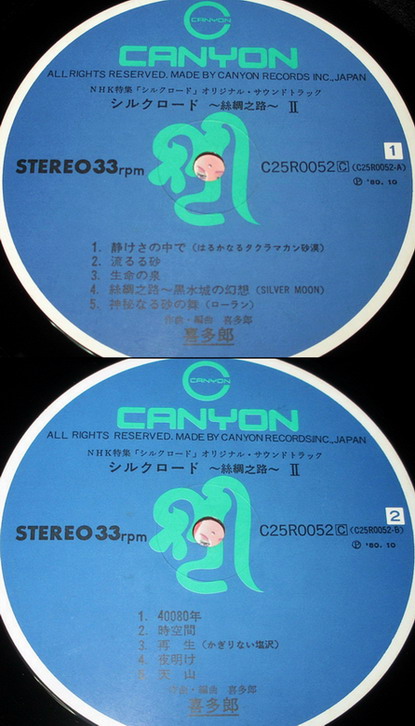 CANYON
CANYON
ALL RIGHTS RESERVED. MADE BY CANYON RECORDS INC., JAPAN
NHK特集「シルクロード」オリジナル・サウンドトラック
シルクロード ～絲綢之路～ II
1
STEREO 33rpm
C25R0052 C (C25R0052-A)
Ⓟ '80. 10
1. 静けさの中で (はるかなるタクラマカン砂漠)
2. 流るる砂
3. 生命の泉
4. 絲綢之路～黒水城の幻想 (SILVER MOON)
5. 神秘なる砂の舞 (ローラン)
作曲・編曲 喜多郎
喜多郎
CANYON
CANYON
ALL RIGHTS RESERVED. MADE BY CANYON RECORDS INC., JAPAN
NHK特集「シルクロード」オリジナル・サウンドトラック
シルクロード ～絲綢之路～ II
2
STEREO 33rpm
C25R0052 C (C25R0052-B)
Ⓟ '80. 10
1. 40080年
2. 時空間
3. 再 生 (かぎりない塩沢)
4. 夜明け
5. 天 山
作曲・編曲 喜多郎
喜多郎